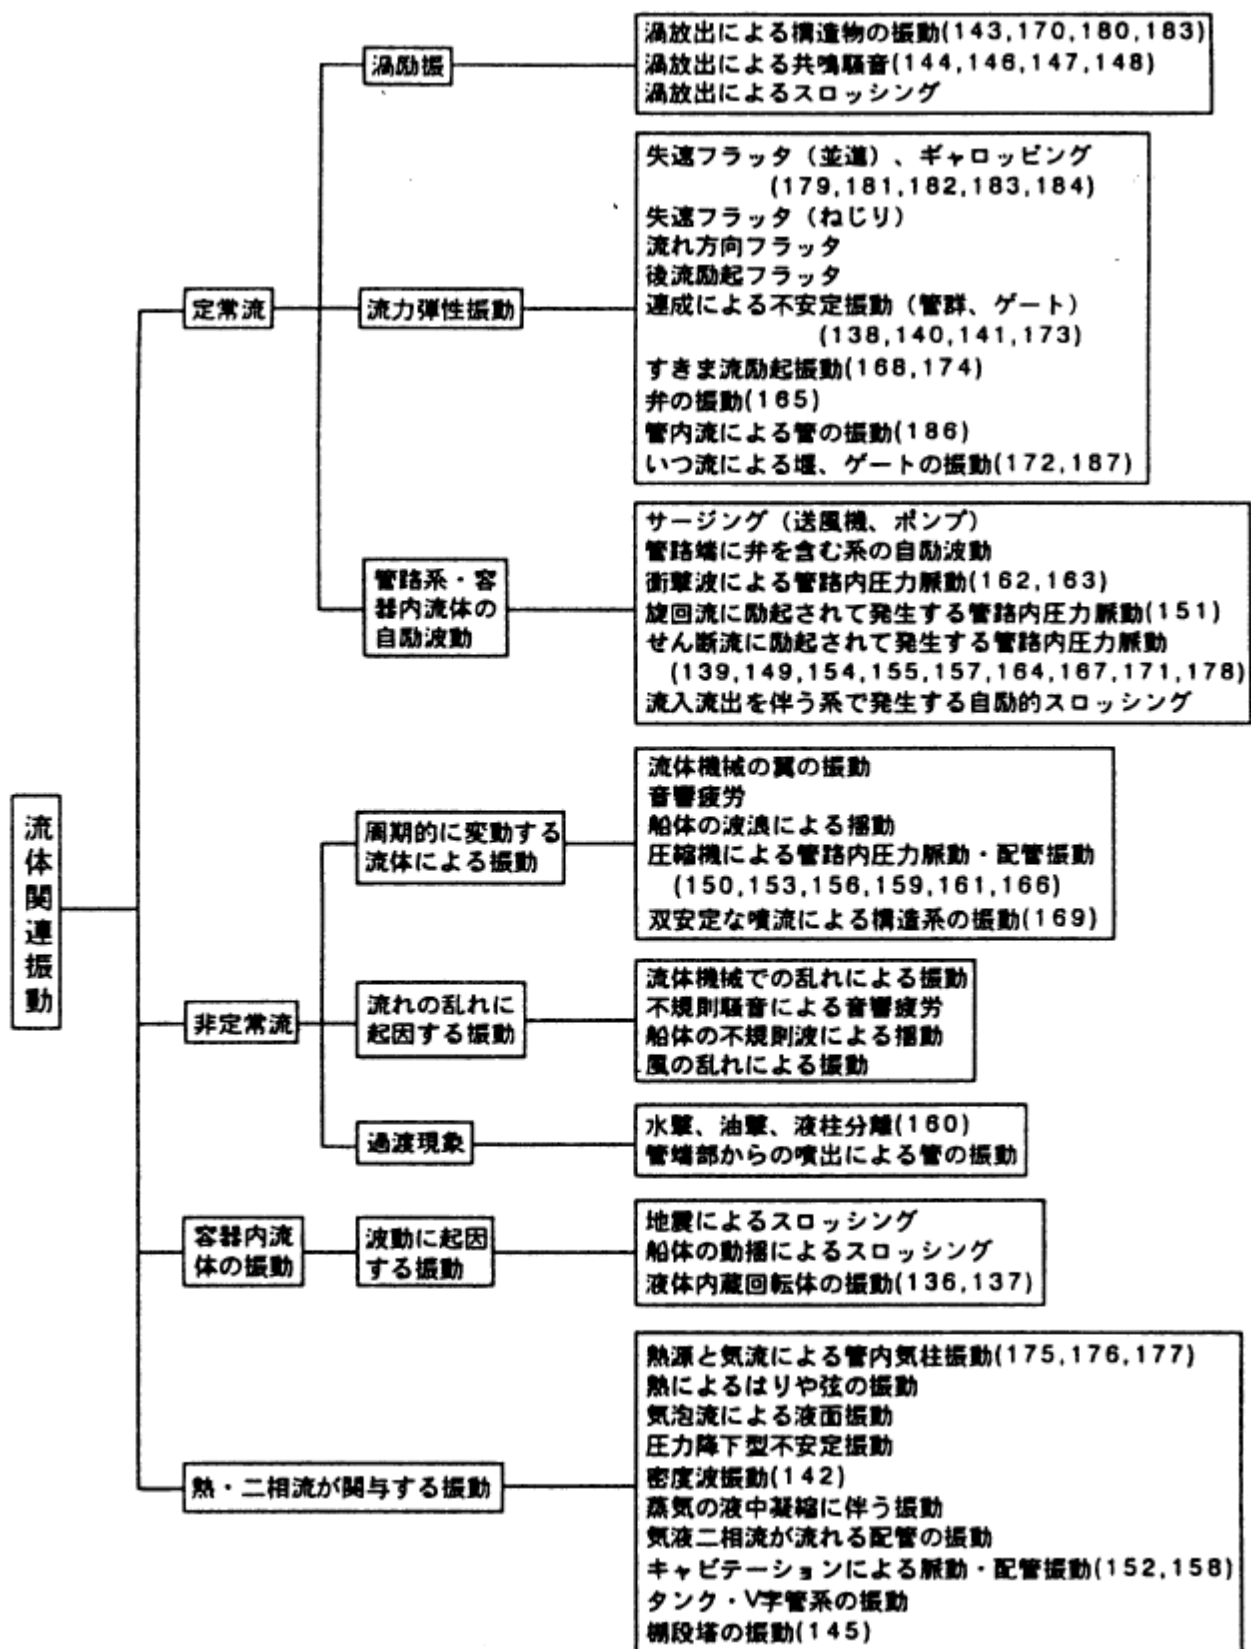 流体関連振動
定常流
渦励振
渦放出による構造物の振動(143,170,180,183)
渦放出による共鳴騒音(144,146,147,148)
渦放出によるスロッシング
流力弾性振動
失速フラッタ（並進）、ギャロッピング
(179,181,182,183,184)
失速フラッタ（ねじり）
流れ方向フラッタ
後流励起フラッタ
連成による不安定振動（管群、ゲート）
(138,140,141,173)
すきま流励起振動(168,174)
弁の振動(165)
管内流による管の振動(186)
いつ流による堰、ゲートの振動(172,187)
管路系・容
器内流体の
自励波動
サージング（送風機、ポンプ）
管路端に弁を含む系の自励波動
衝撃波による管路内圧力脈動(162,163)
旋回流に励起されて発生する管路内圧力脈動(151)
せん断流に励起されて発生する管路内圧力脈動
(139,149,154,155,157,164,167,171,178)
流入流出を伴う系で発生する自励的スロッシング
非定常流
周期的に変動する
流体による振動
流体機械の翼の振動
音響疲労
船体の波浪による揺動
圧縮機による管路内圧力脈動・配管振動
(150,153,156,159,161,166)
双安定な噴流による構造系の振動(169)
流れの乱れに
起因する振動
流体機械での乱れによる振動
不規則騒音による音響疲労
船体の不規則波による揺動
風の乱れによる振動
過渡現象
水撃、油撃、液柱分離(160)
管端部からの噴出による管の振動
容器内流
体の振動
波動に起因
する振動
地震によるスロッシング
船体の動揺によるスロッシング
液体内蔵回転体の振動(136,137)
熱・二相流が関与する振動
熱源と気流による管内気柱振動(175,176,177)
熱によるはりや弦の振動
気泡流による液面振動
圧力降下型不安定振動
密度波振動(142)
蒸気の液中凝縮に伴う振動
気液二相流が流れる配管の振動
キャビテーションによる脈動・配管振動(152,158)
タンク・V字管系の振動
棚段塔の振動(145)